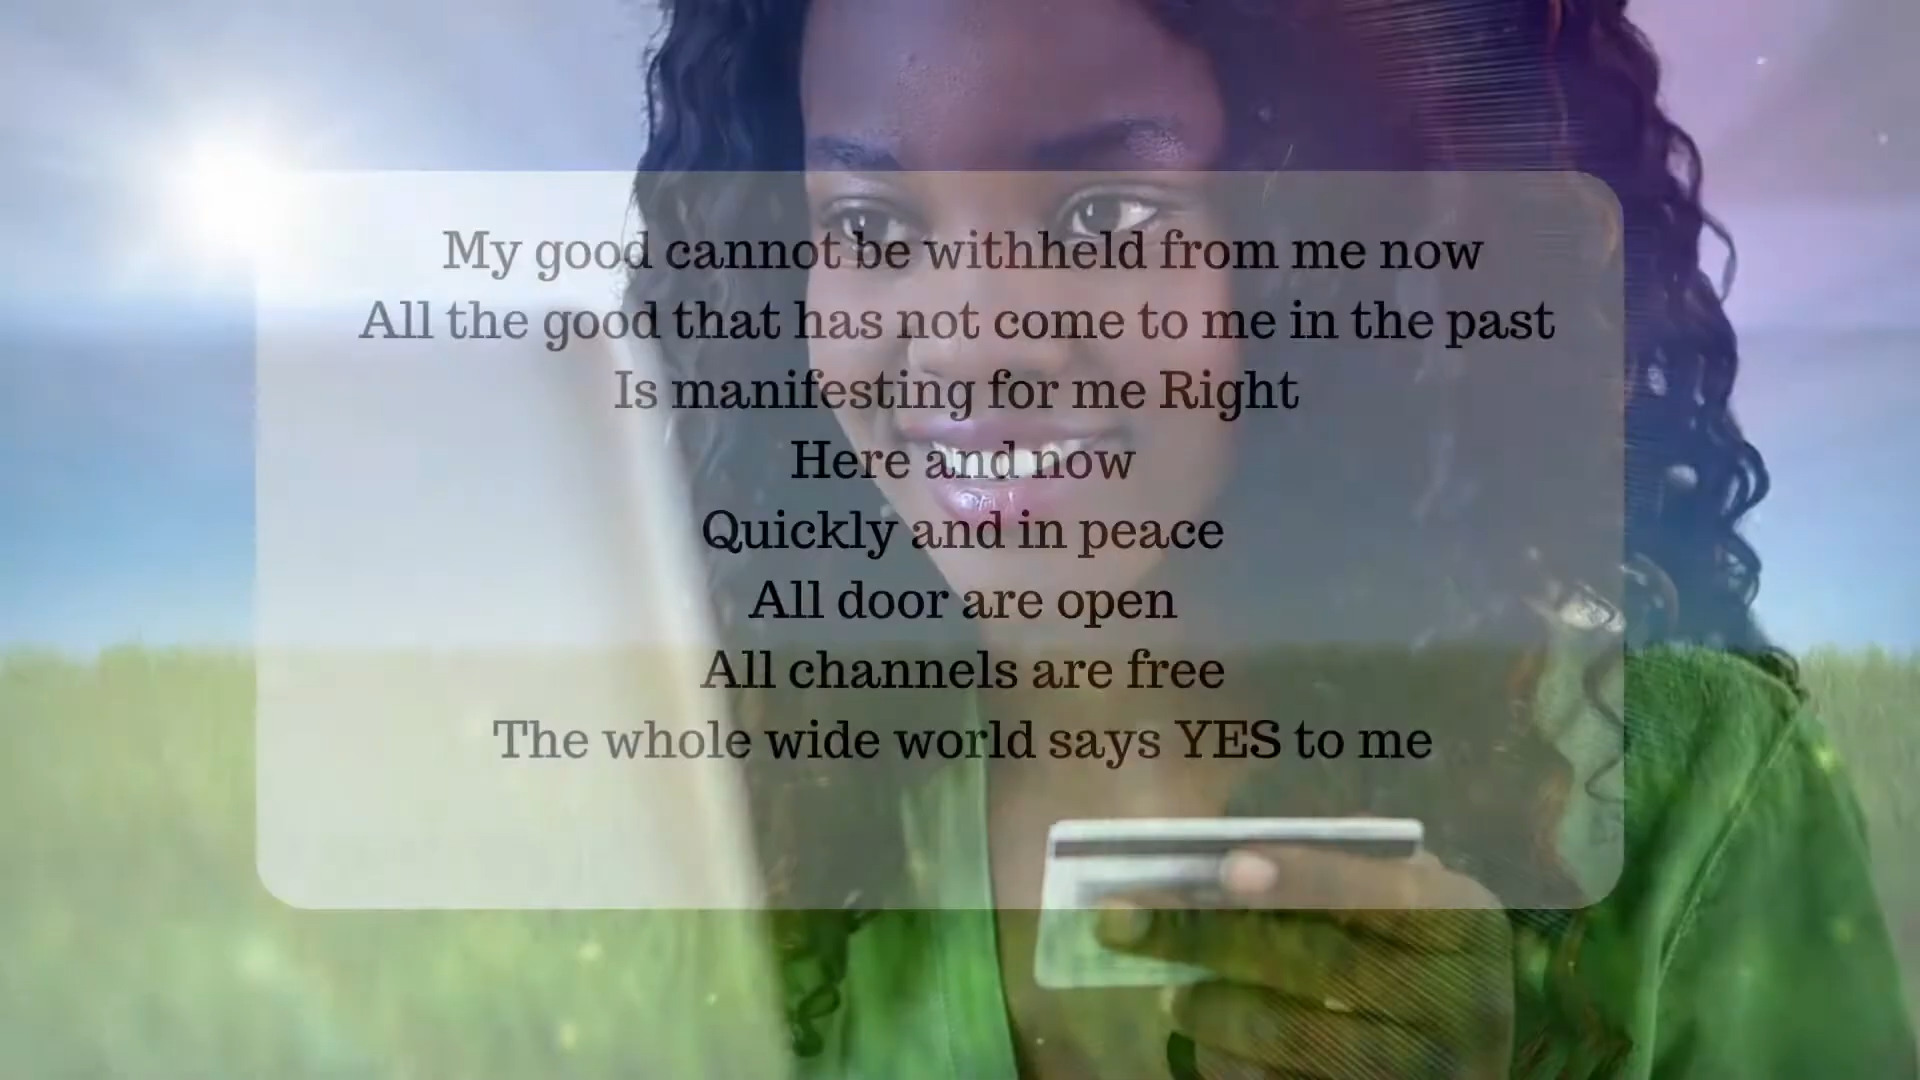 My good cannot be withheld from me now
All the good that has not come to me in the past
Is manifesting for me Right
Here and now
Quickly and in peace
All door are open
All channels are free
The whole wide world says YES to me